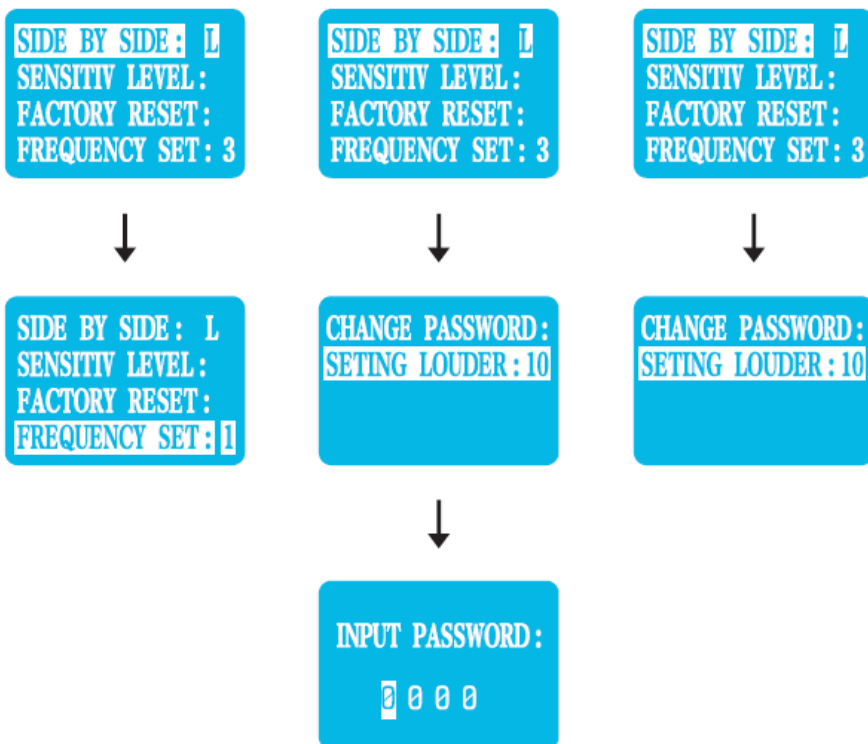 SIDE BY SIDE: L
SENSITIV LEVEL:
FACTORY RESET:
FREQUENCY SET: 3
SIDE BY SIDE: L
SENSITIV LEVEL:
FACTORY RESET:
FREQUENCY SET: 3
SIDE BY SIDE: L
SENSITIV LEVEL:
FACTORY RESET:
FREQUENCY SET: 3
SIDE BY SIDE: L
SENSITIV LEVEL:
FACTORY RESET:
FREQUENCY SET: 1
CHANGE PASSWORD:
SETING LOUDER:10
CHANGE PASSWORD:
SETING LOUDER:10
INPUT PASSWORD:
0 0 0 0